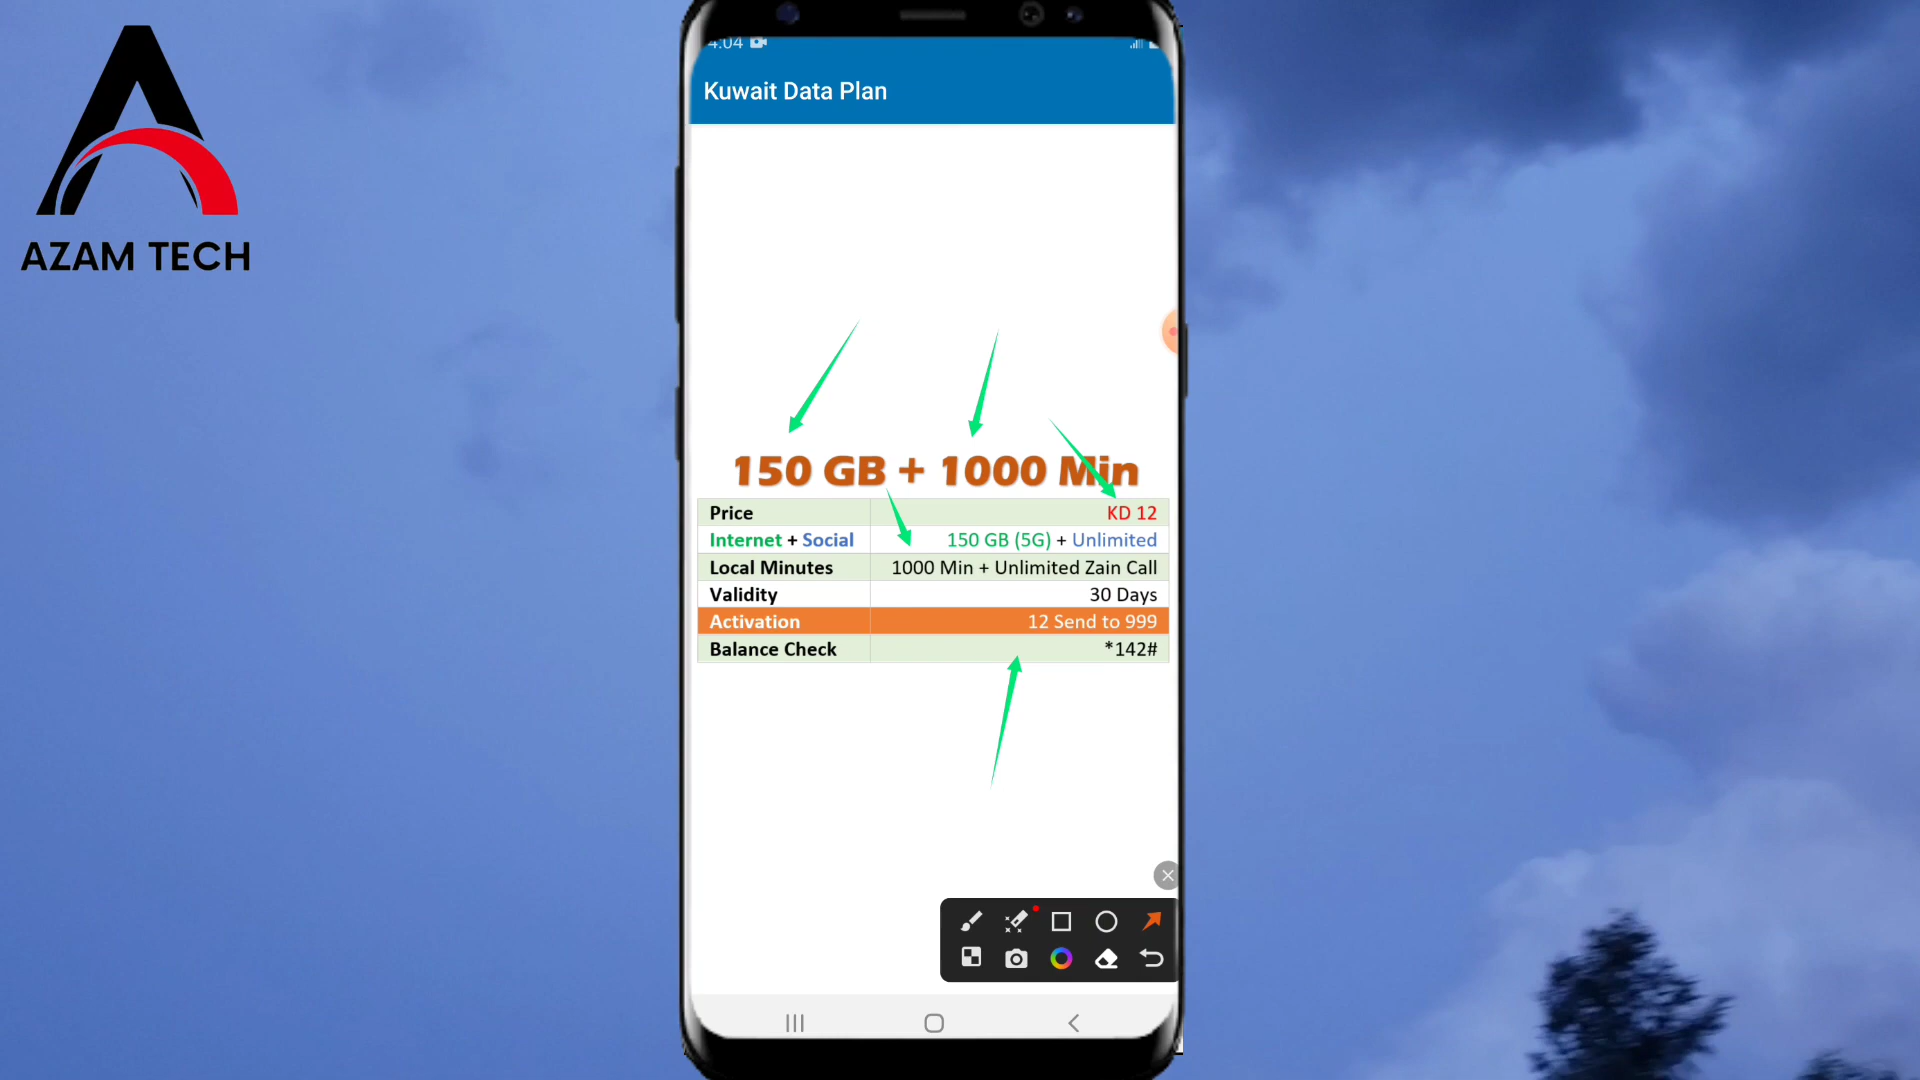 AZAM TECH
4:04
Kuwait Data Plan
150 GB + 1000 Min
Price KD 12
Internet + Social 150 GB (5G) + Unlimited
Local Minutes 1000 Min + Unlimited Zain Call
Validity 30 Days
Activation 12 Send to 999
Balance Check *142#